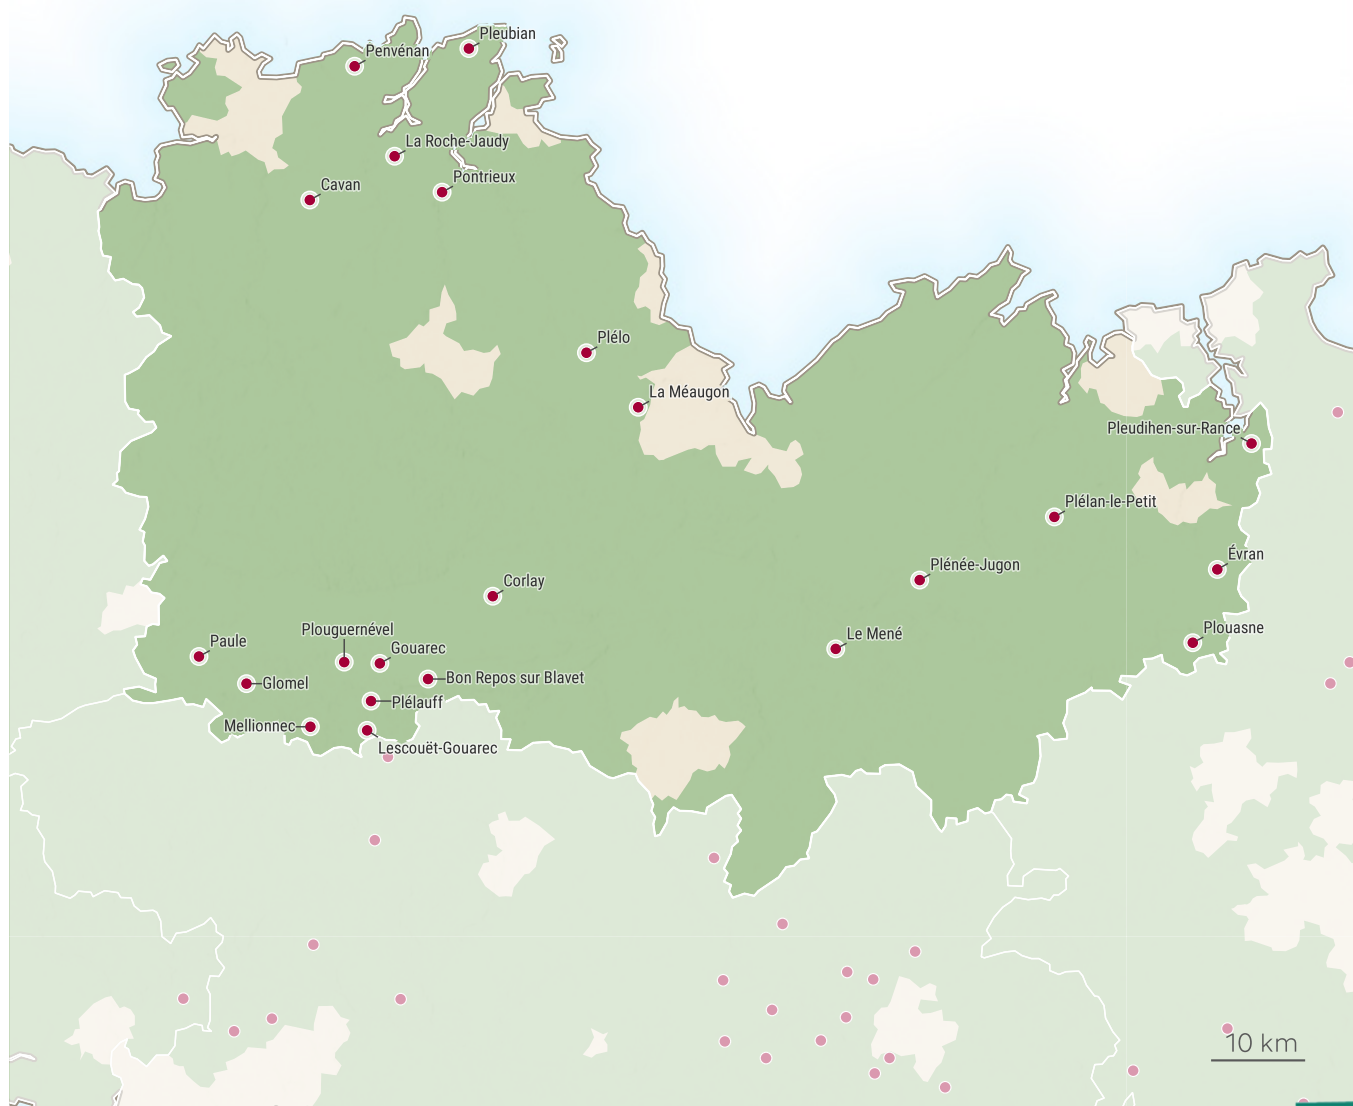 Pleubian
Penvénan
La Roche-Jaudy
Pontrieux
Cavan
Plélo
La Méaugon
Pleudihen-sur-Rance
Plélan-le-Petit
Évran
Plénée-Jugon
Corlay
Plouasne
Le Mené
Plouguernével
Paule
Gouarec
Bon Repos sur Blavet
Glomel
Plélauff
Mellionnec
Lescouët-Gouarec
10 km